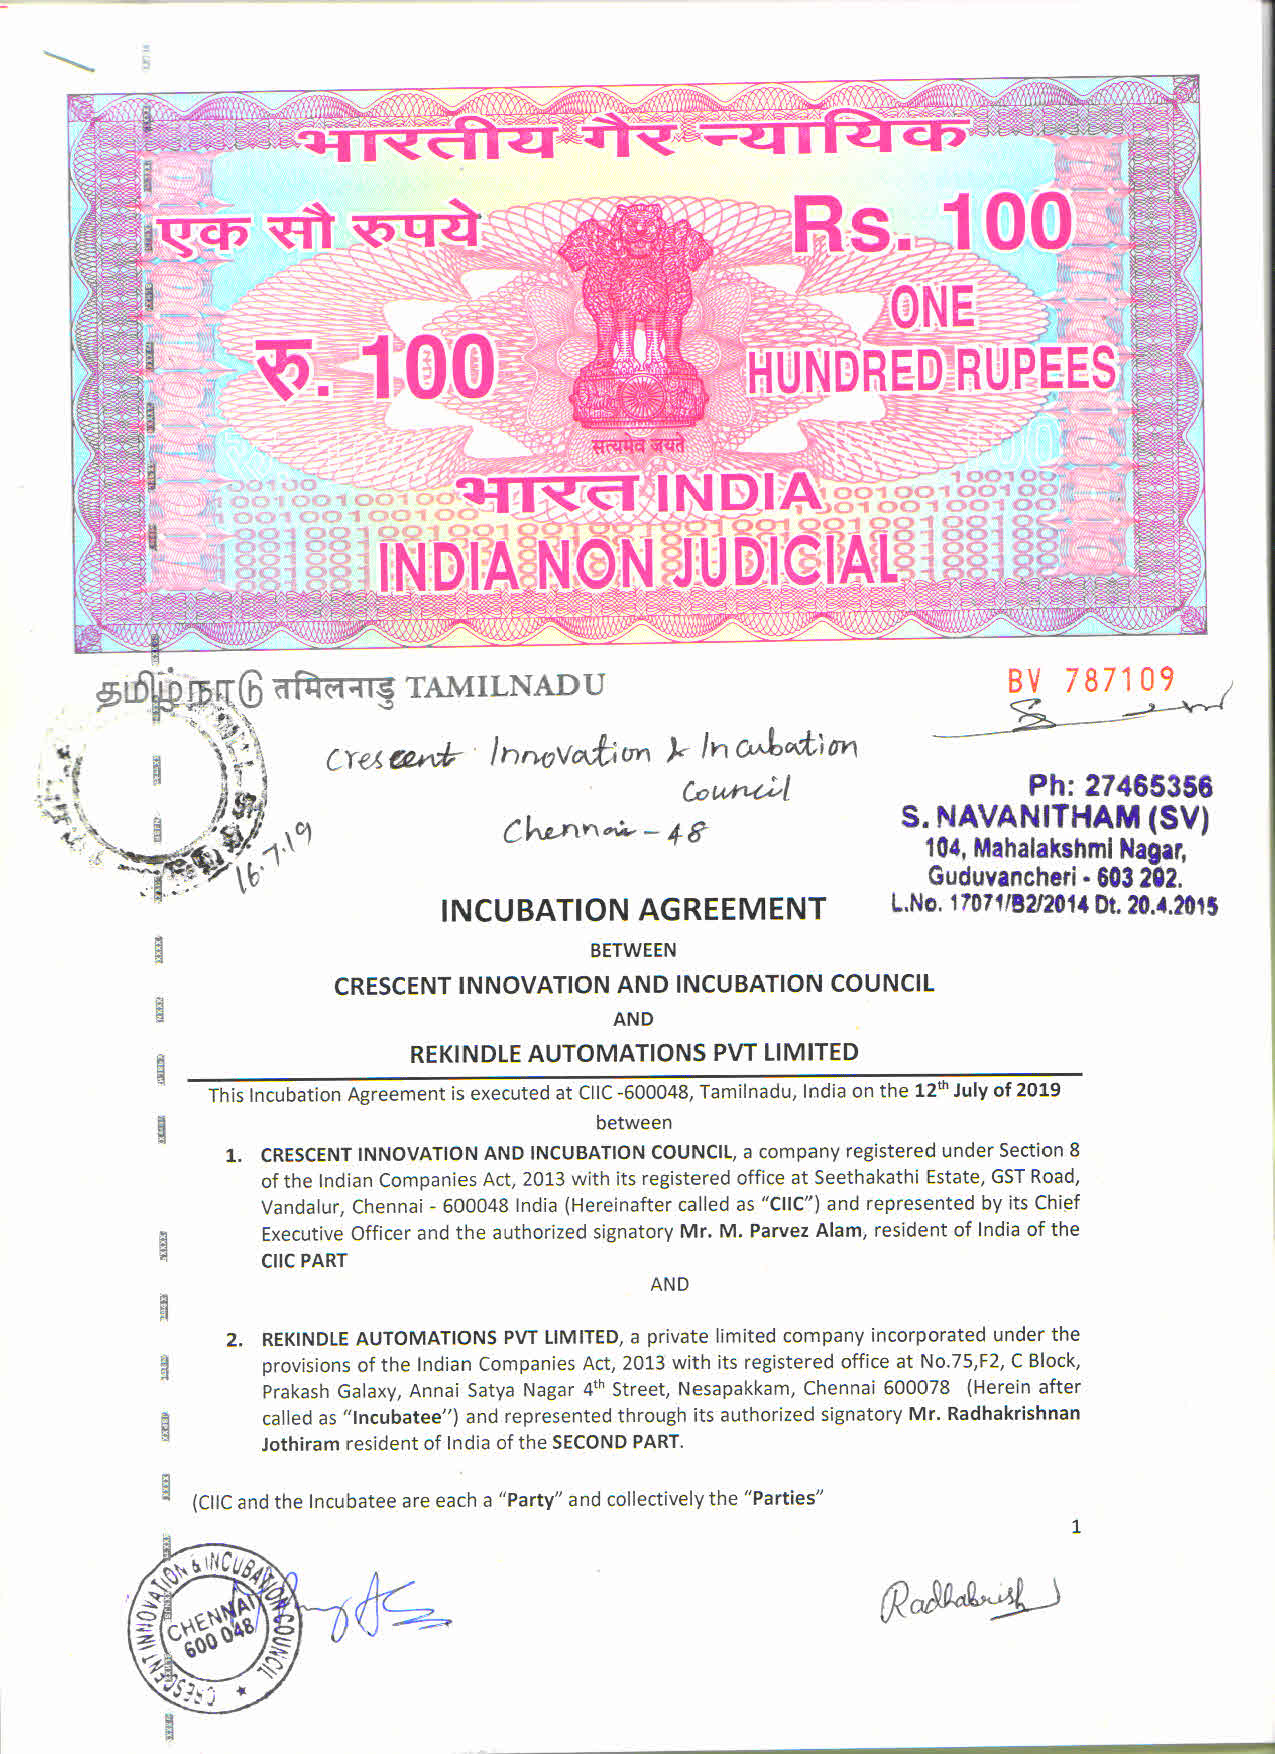 भारतीय गैर न्यायिक
एक सौ रुपये
Rs. 100
रु. 100
ONE
HUNDRED RUPEES
सत्यमेव जयते
भारत INDIA
INDIA NON JUDICIAL
தமிழ்நாடு तमिलनाडु TAMILNADU
BV 787109
Crescent Innovation & Incubation
Council
Chennai - 48
16.7.19
Ph: 27465356
S. NAVANITHAM (SV)
104, Mahalakshmi Nagar,
Guduvancheri - 603 202.
L.No. 17071/B2/2014 Dt. 20.4.2015
INCUBATION AGREEMENT
BETWEEN
CRESCENT INNOVATION AND INCUBATION COUNCIL
AND
REKINDLE AUTOMATIONS PVT LIMITED
This Incubation Agreement is executed at CIIC -600048, Tamilnadu, India on the 12th July of 2019
between
1. CRESCENT INNOVATION AND INCUBATION COUNCIL, a company registered under Section 8
of the Indian Companies Act, 2013 with its registered office at Seethakathi Estate, GST Road,
Vandalur, Chennai - 600048 India (Hereinafter called as “CIIC”) and represented by its Chief
Executive Officer and the authorized signatory Mr. M. Parvez Alam, resident of India of the
CIIC PART
AND
2. REKINDLE AUTOMATIONS PVT LIMITED, a private limited company incorporated under the
provisions of the Indian Companies Act, 2013 with its registered office at No.75,F2, C Block,
Prakash Galaxy, Annai Satya Nagar 4th Street, Nesapakkam, Chennai 600078 (Herein after
called as “Incubatee”) and represented through its authorized signatory Mr. Radhakrishnan
Jothiram resident of India of the SECOND PART.
(CIIC and the Incubatee are each a “Party” and collectively the “Parties”
1
CRESCENT INNOVATION & INCUBATION COUNCIL
CHENNAI
600 048
Radhakrish